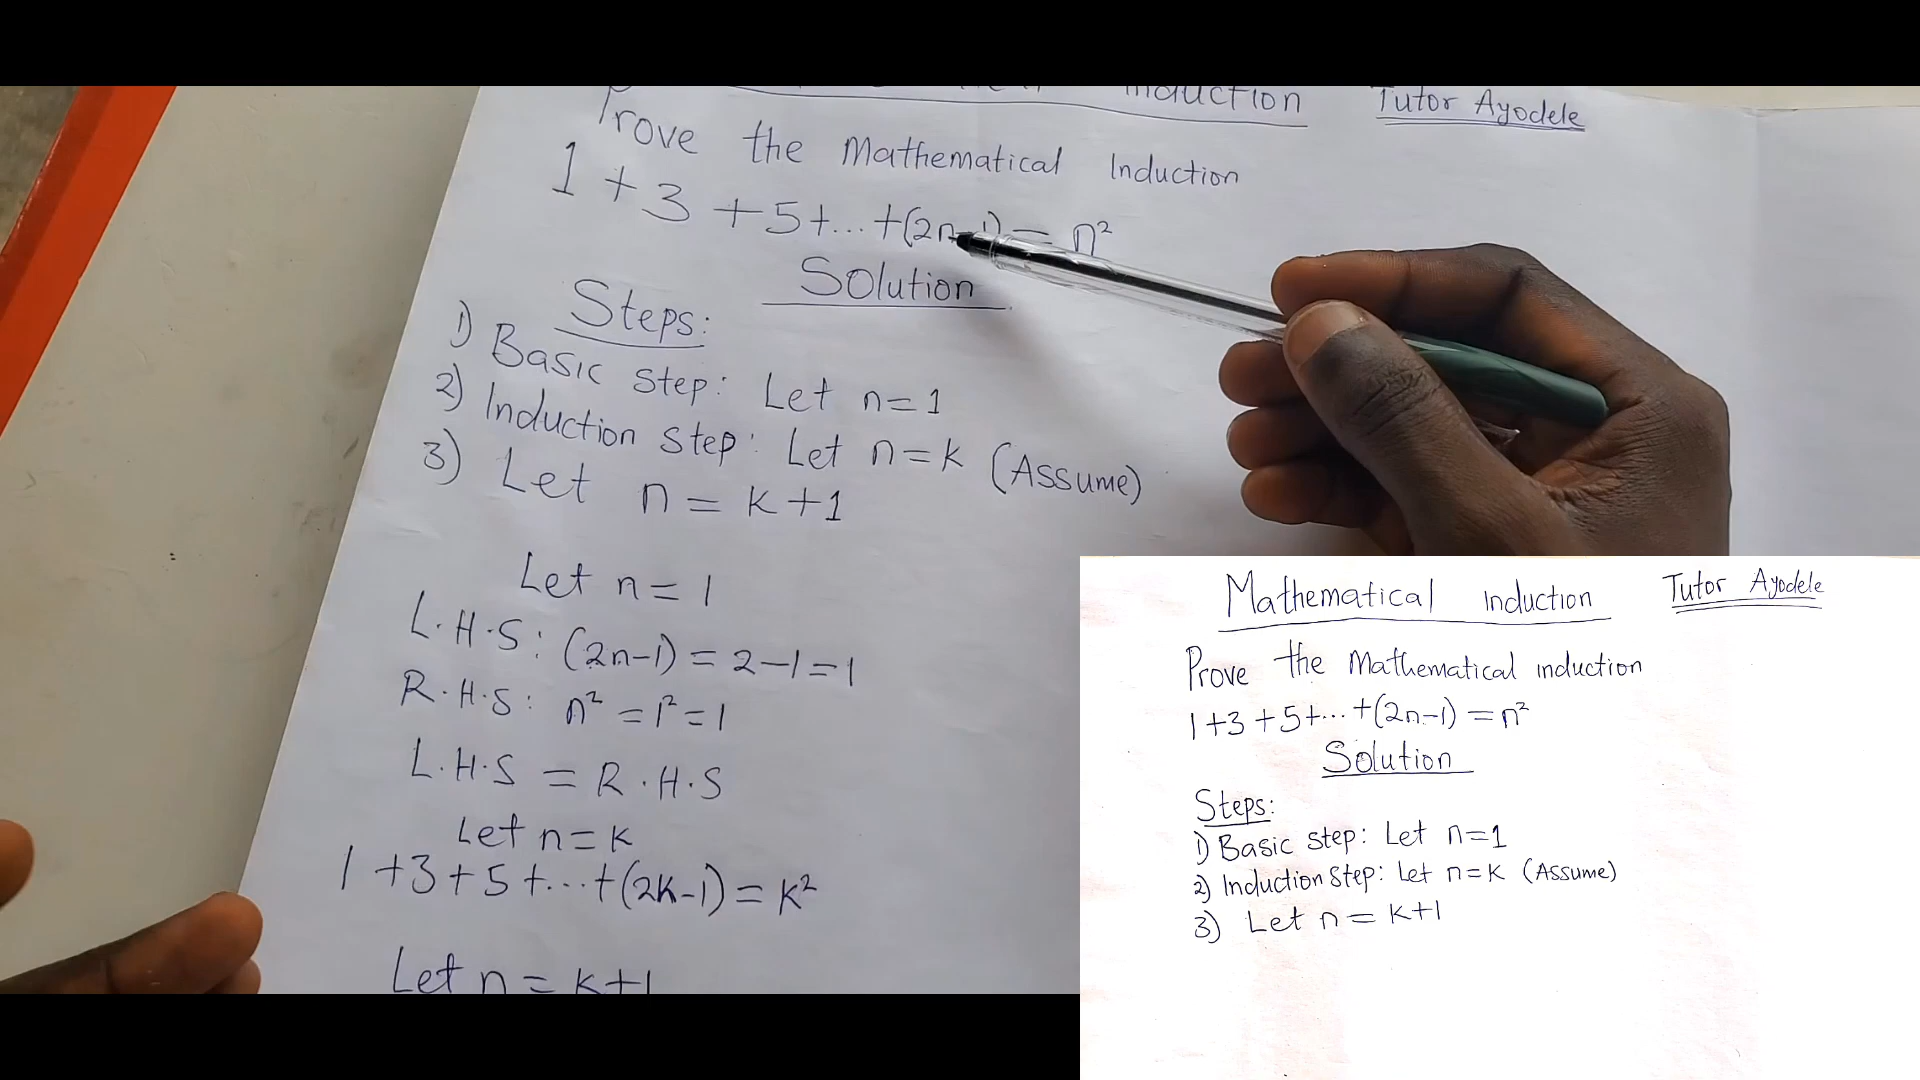 induction Tutor Ayodele
Prove the Mathematical Induction
1 + 3 + 5 + ... + (2n-1) = n²
Solution
Steps:
1) Basic step: Let n=1
2) Induction step: Let n=k (Assume)
3) Let n = k+1
Let n = 1
L.H.S: (2n-1) = 2-1=1
R.H.S: n² = 1² = 1
L.H.S = R.H.S
Let n=k
1 + 3 + 5 + ... + (2k-1) = k²
Let n = k+1
Mathematical induction Tutor Ayodele
Prove the Mathematical induction
1+3+5+...+(2n-1) = n²
Solution
Steps:
1) Basic step: Let n=1
2) Induction step: Let n=k (Assume)
3) Let n = k+1